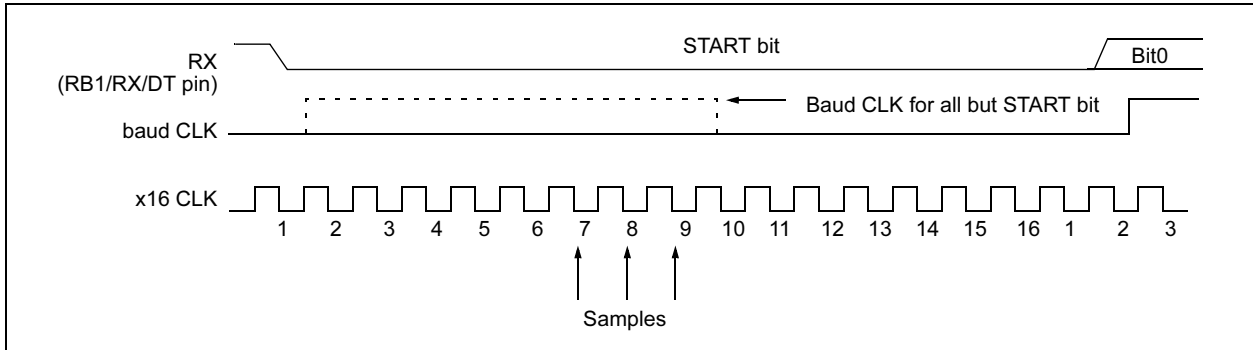 START bit
RX
(RB1/RX/DT pin)
Bit0
Baud CLK for all but START bit
baud CLK
x16 CLK
1 2 3 4 5 6 7 8 9 10 11 12 13 14 15 16 1 2 3
Samples